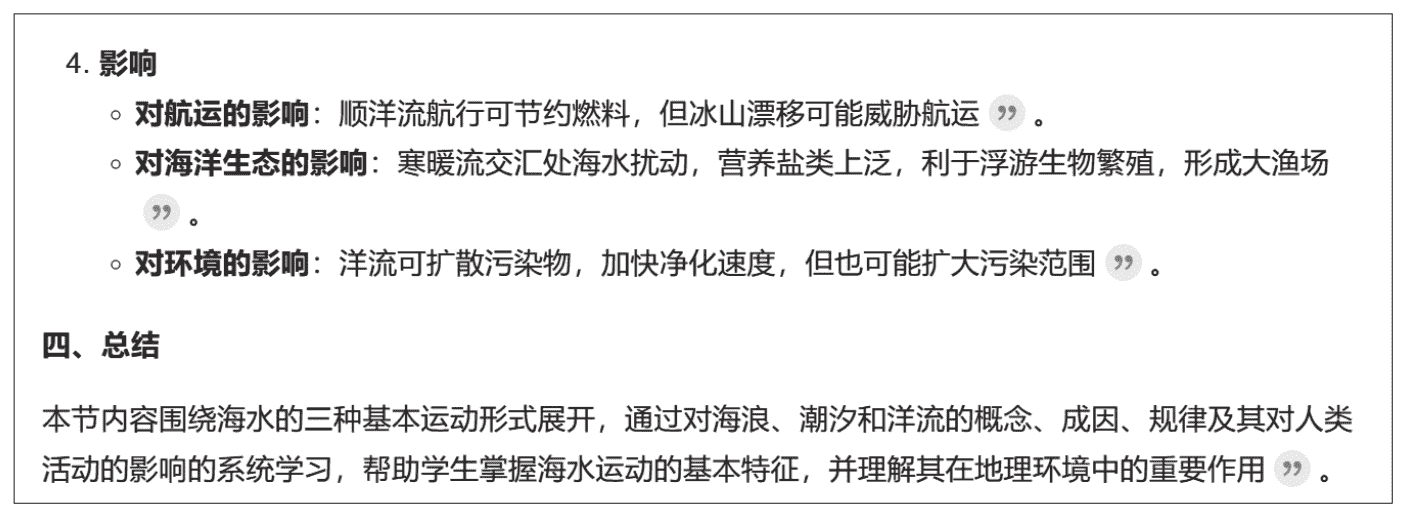 4. 影响
○ 对航运的影响：顺洋流航行可节约燃料，但冰山漂移可能威胁航运 ” 。
○ 对海洋生态的影响：寒暖流交汇处海水扰动，营养盐类上泛，利于浮游生物繁殖，形成大渔场
” 。
○ 对环境的影响：洋流可扩散污染物，加快净化速度，但也可能扩大污染范围 ” 。
四、总结
本节内容围绕海水的三种基本运动形式展开，通过对海浪、潮汐和洋流的概念、成因、规律及其对人类
活动的影响的系统学习，帮助学生掌握海水运动的基本特征，并理解其在地理环境中的重要作用 ” 。